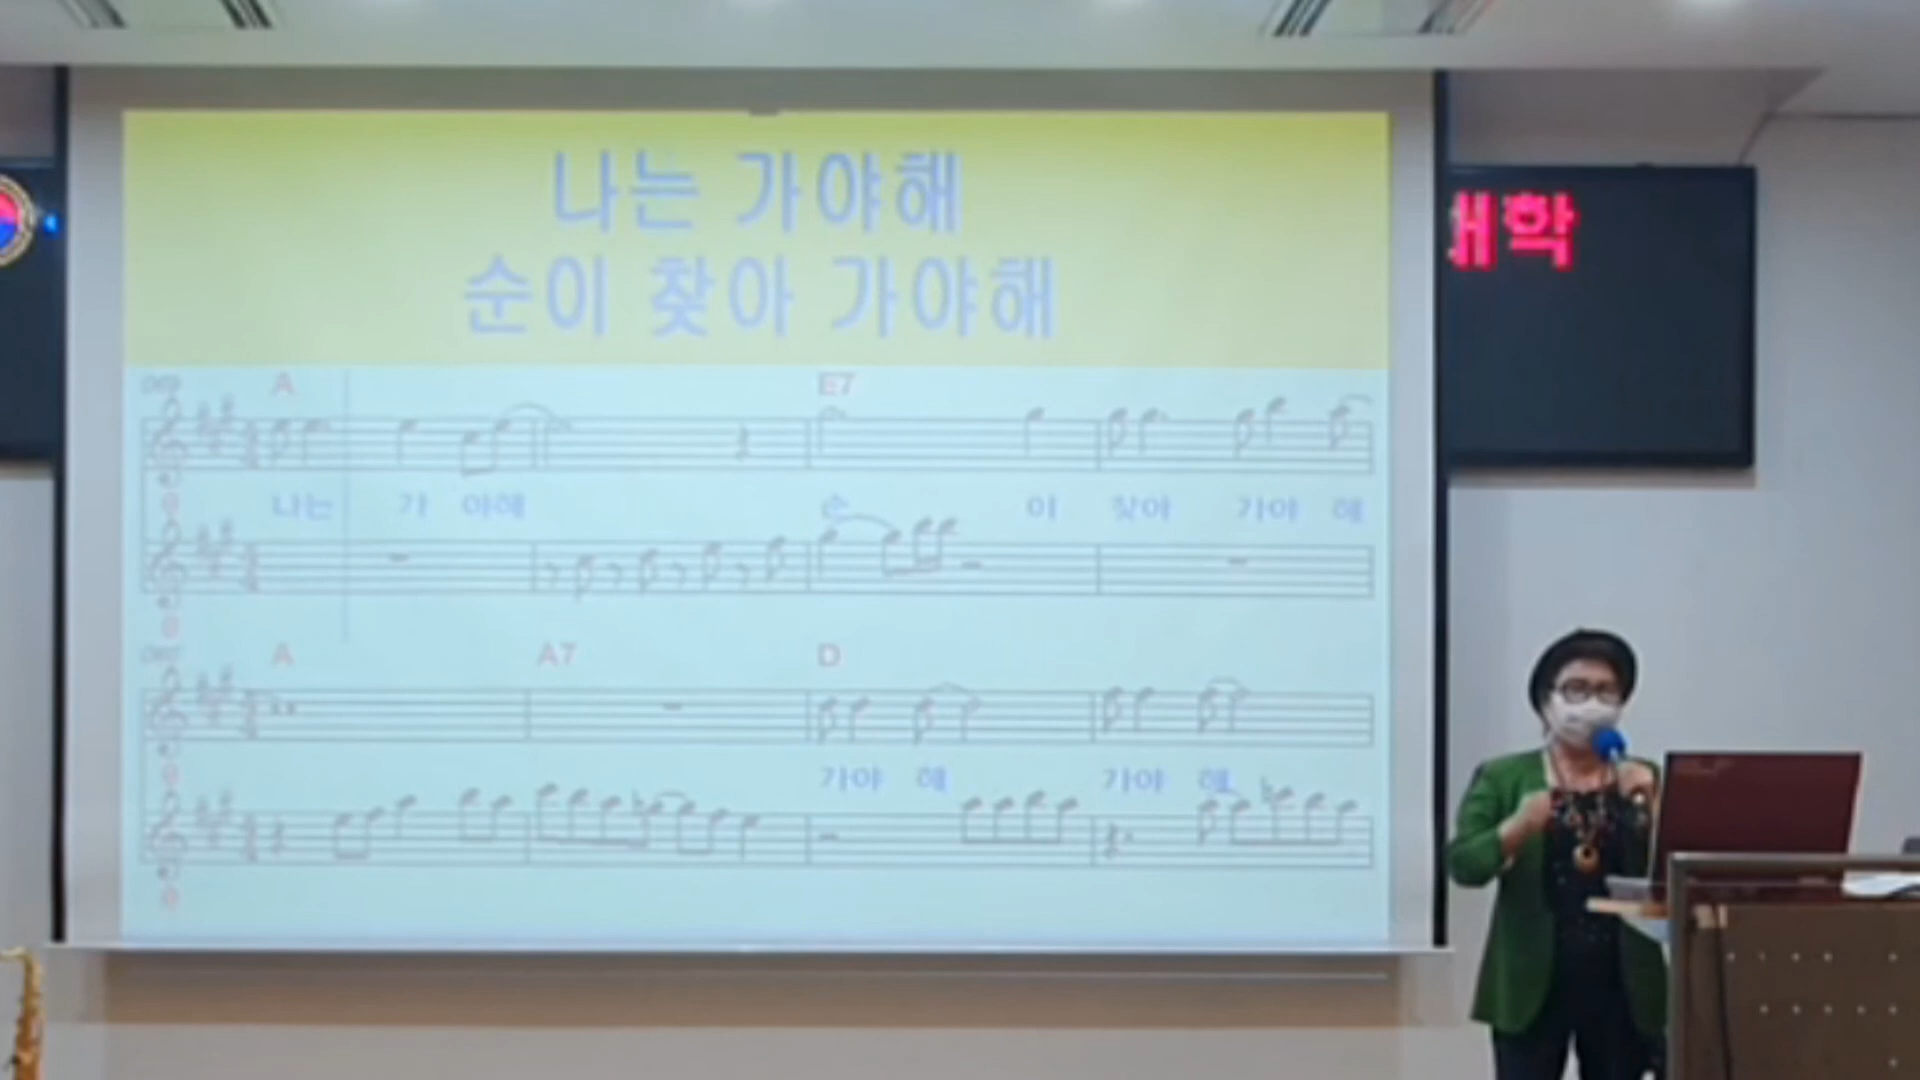 나는 가야해
순이 찾아 가야해
대학
A E7
나는 가 야해 순 이 찾아 가야 해
A A7 D
가야 해 가야 해